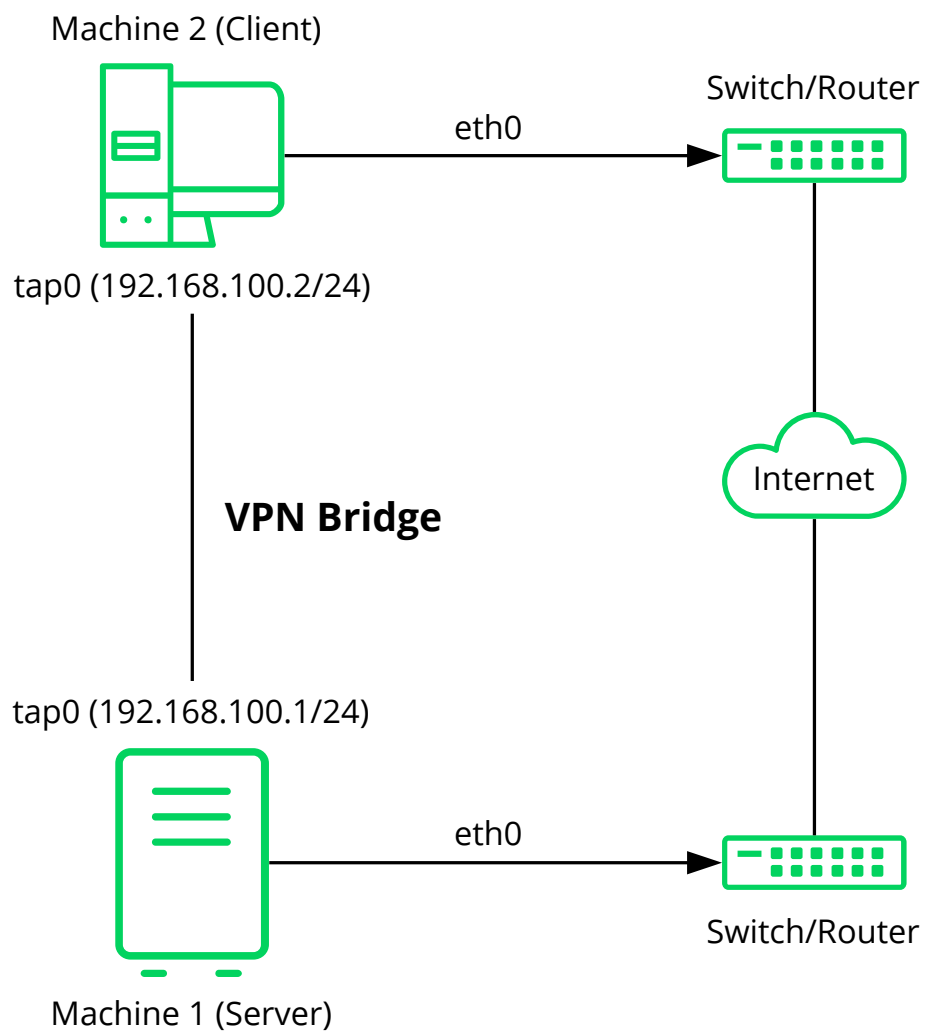 Machine 2 (Client)
Switch/Router
eth0
tap0 (192.168.100.2/24)
Internet
VPN Bridge
tap0 (192.168.100.1/24)
eth0
Switch/Router
Machine 1 (Server)